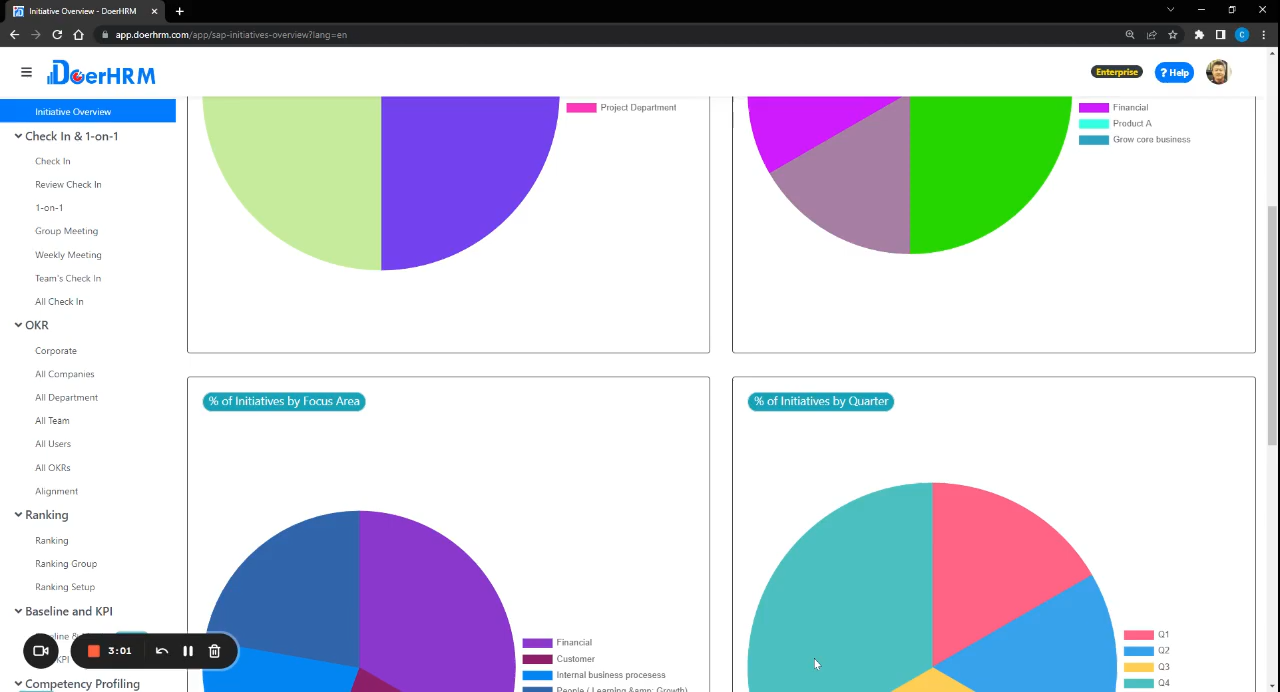 Initiative Overview - DoerHRM
app.doerhrm.com/app/sap-initiatives-overview?lang=en
C
DoerHRM
Enterprise
? Help
Initiative Overview
Check In & 1-on-1
Check In
Review Check In
1-on-1
Group Meeting
Weekly Meeting
Team's Check In
All Check In
OKR
Corporate
All Companies
All Department
All Team
All Users
All OKRs
Alignment
Ranking
Ranking
Ranking Group
Ranking Setup
Baseline and KPI
KPI
3:01
Competency Profiling
Project Department
Financial
Product A
Grow core business
% of Initiatives by Focus Area
Financial
Customer
Internal business processess
People ( Learning &amp; Growth)
% of Initiatives by Quarter
Q1
Q2
Q3
Q4